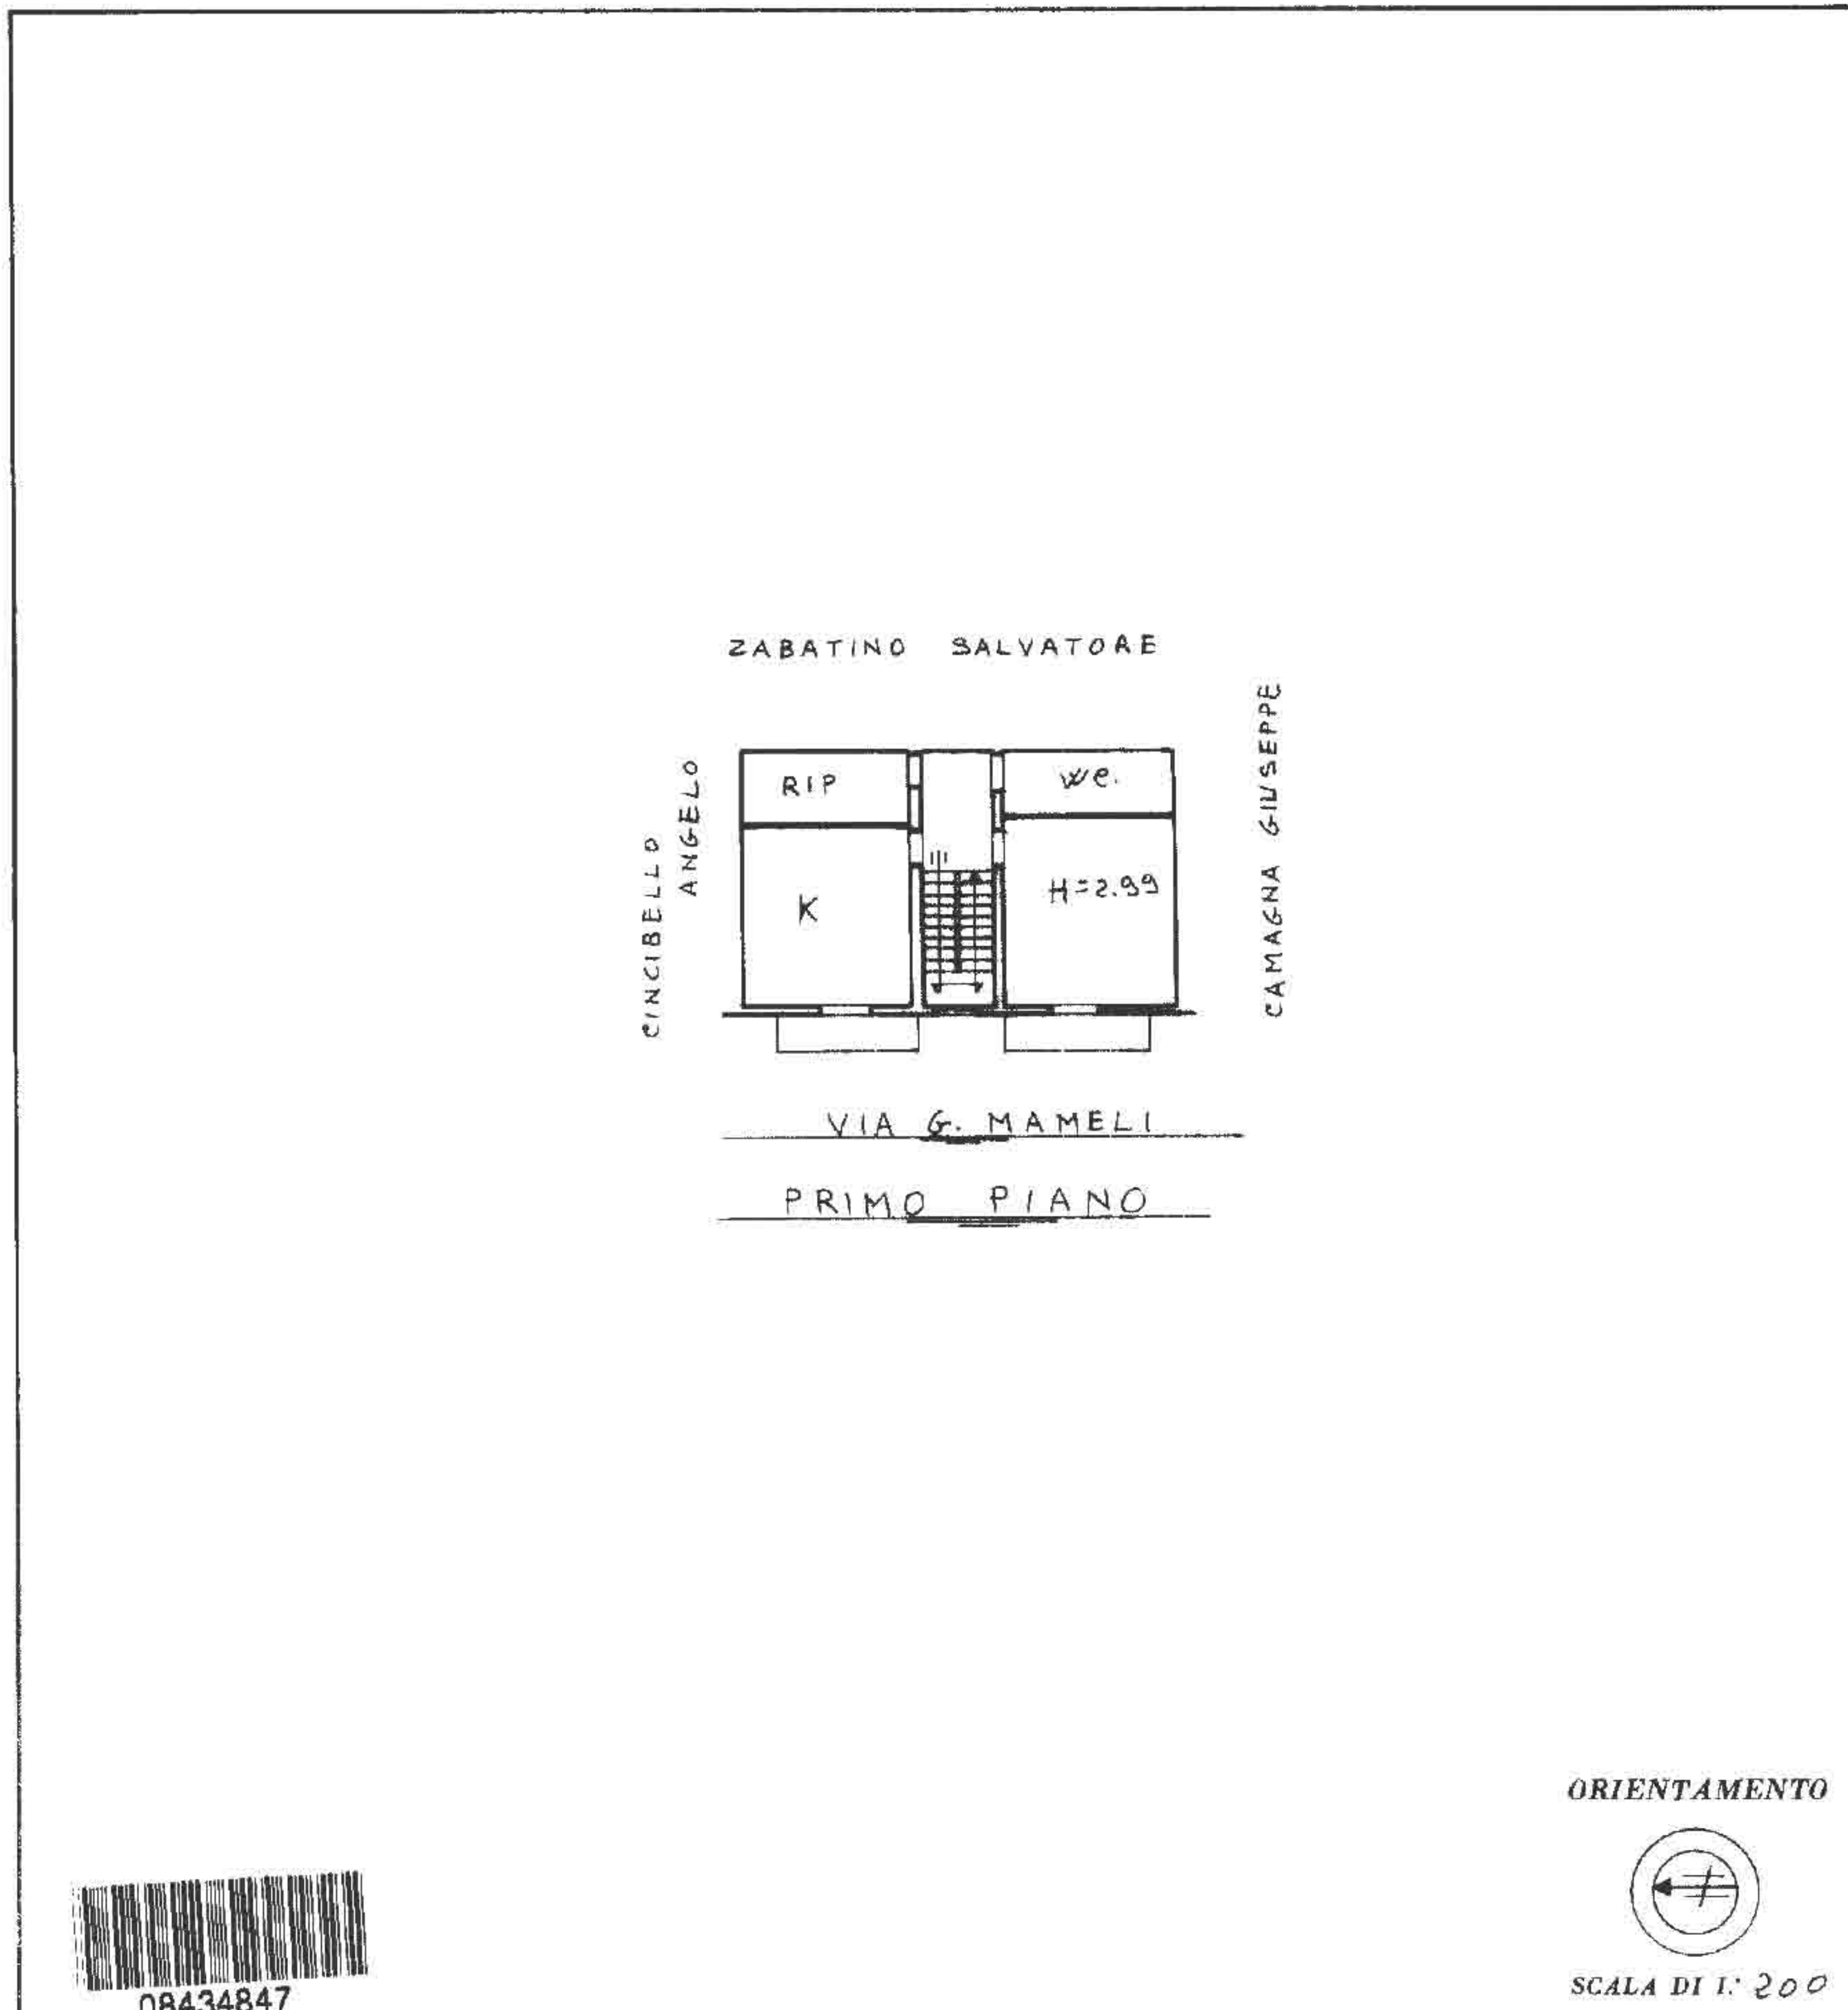 ZABATINO SALVATORE
CINCIBELLO
ANGELO
CAMAGNA GIUSEPPE
RIP
WC.
K
H=2.99
VIA G. MAMELI
PRIMO PIANO
ORIENTAMENTO
SCALA DI 1: 200
08434847